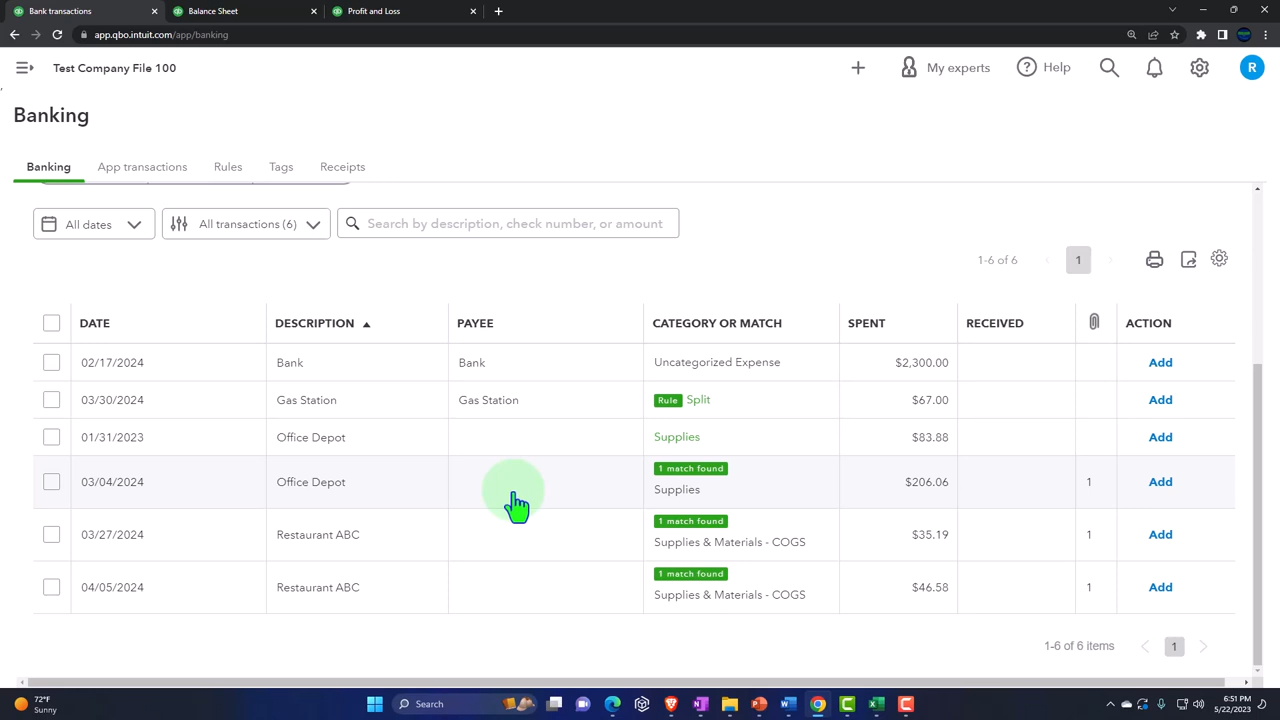 Bank transactions
Balance Sheet
Profit and Loss
app.qbo.intuit.com/app/banking
Test Company File 100
My experts
Help
R
Banking
Banking App transactions Rules Tags Receipts
All dates
All transactions (6)
Search by description, check number, or amount
1-6 of 6 1
DATE DESCRIPTION PAYEE CATEGORY OR MATCH SPENT RECEIVED ACTION
02/17/2024 Bank Bank Uncategorized Expense $2,300.00 Add
03/30/2024 Gas Station Gas Station Rule Split $67.00 Add
01/31/2023 Office Depot Supplies $83.88 Add
1 match found
03/04/2024 Office Depot $206.06 1 Add
Supplies
1 match found
03/27/2024 Restaurant ABC $35.19 1 Add
Supplies & Materials - COGS
1 match found
04/05/2024 Restaurant ABC $46.58 1 Add
Supplies & Materials - COGS
1-6 of 6 items 1
72°F
Sunny
Search
6:51 PM
5/22/2023